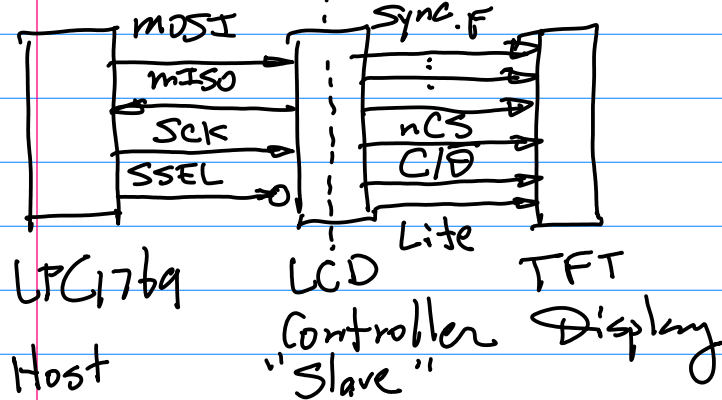 MOSI
MISO
SCK
SSEL
Sync.F
nCS
C/D̅
Lite
LPC1769
Host
LCD
Controller
"Slave"
TFT
Display